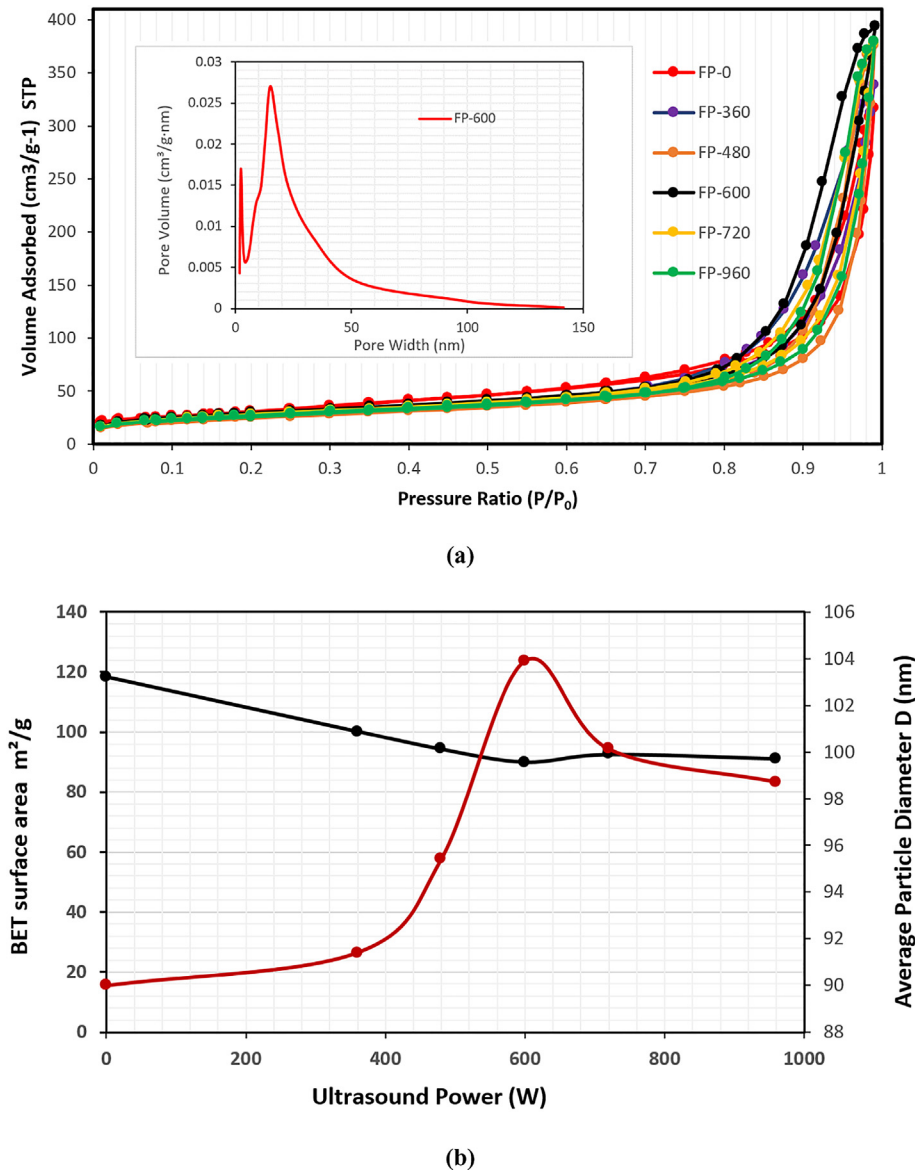 (a)
400
350
300
250
200
150
100
50
0
Volume Adsorbed (cm3/g-1) STP
0.03
0.025
0.02
0.015
0.01
0.005
0
Pore Volume (cm³/g·nm)
FP-600
0 50 100 150
Pore Width (nm)
FP-0
FP-360
FP-480
FP-600
FP-720
FP-960
0 0.1 0.2 0.3 0.4 0.5 0.6 0.7 0.8 0.9 1
Pressure Ratio (P/P₀)
(a)
140
120
100
80
60
40
20
0
BET surface area m²/g
106
104
102
100
98
96
94
92
90
88
Average Particle Diameter D (nm)
0 200 400 600 800 1000
Ultrasound Power (W)
(b)